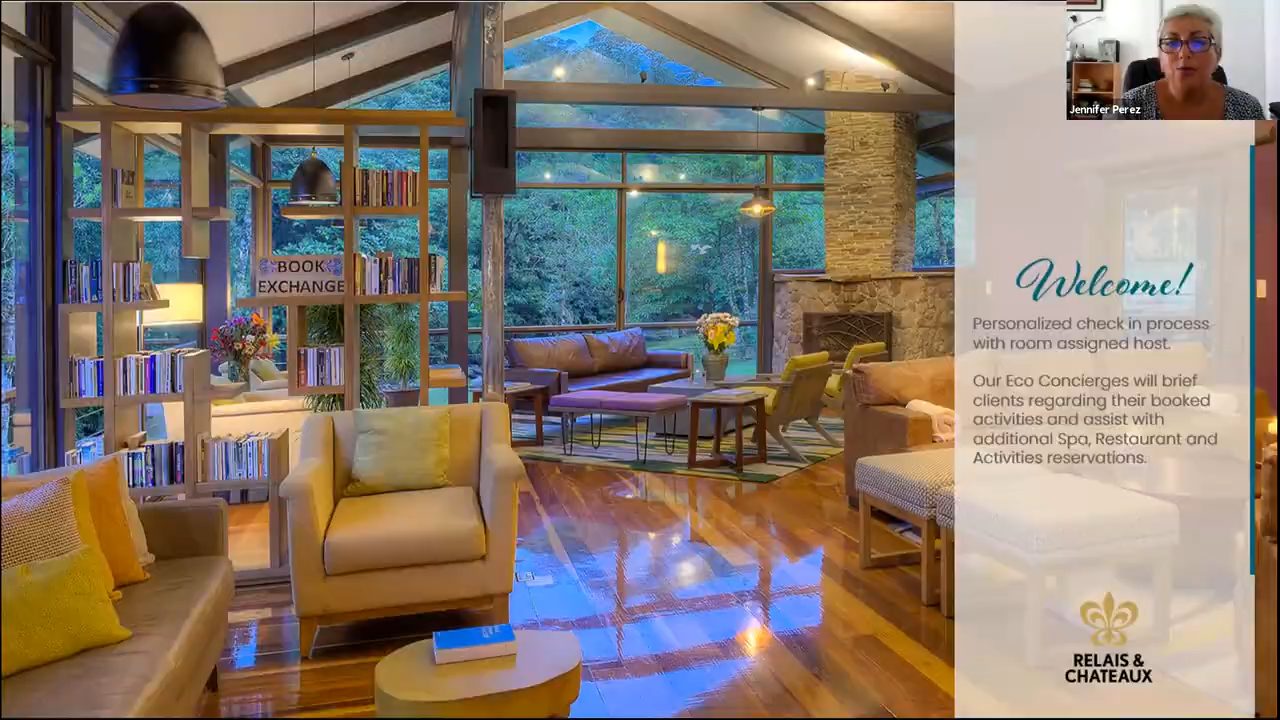 Jennifer Perez
BOOK
EXCHANGE
Welcome!
Personalized check in process
with room assigned host.
Our Eco Concierges will brief
clients regarding their booked
activities and assist with
additional Spa, Restaurant and
Activities reservations.
RELAIS &
CHATEAUX